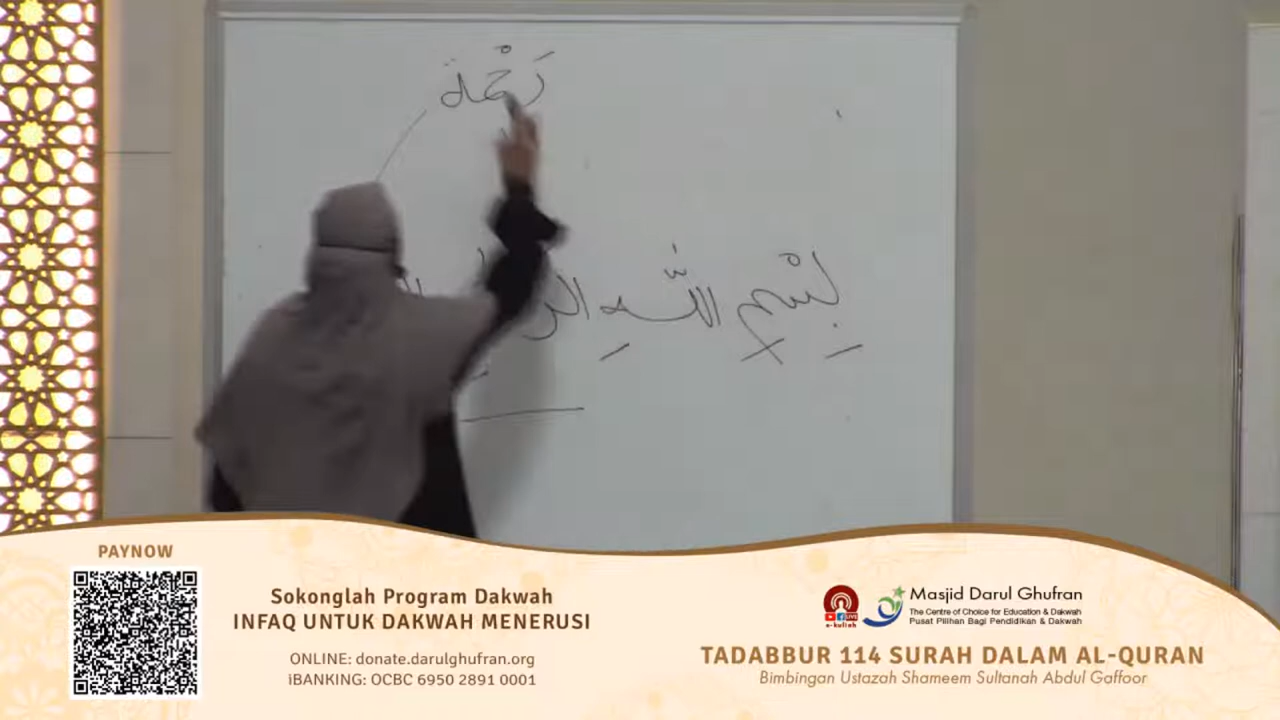 رَحْمَة
بِسْمِ اللّٰهِ
PAYNOW
Sokonglah Program Dakwah
INFAQ UNTUK DAKWAH MENERUSI
ONLINE: donate.darulghufran.org
iBANKING: OCBC 6950 2891 0001
e-kuliah
LIVE
Masjid Darul Ghufran
The Centre of Choice for Education & Dakwah
Pusat Pilihan Bagi Pendidikan & Dakwah
TADABBUR 114 SURAH DALAM AL-QURAN
Bimbingan Ustazah Shameem Sultanah Abdul Gaffoor